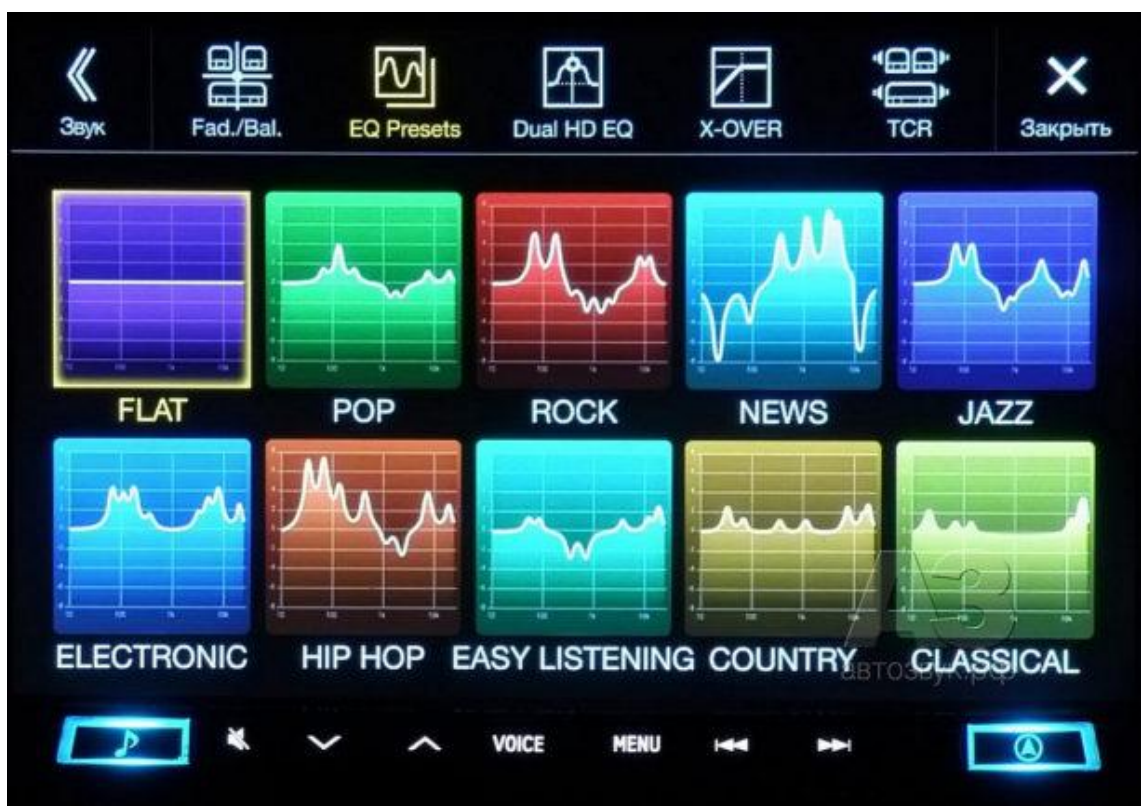 Звук Fad./Bal. EQ Presets Dual HD EQ X-OVER TCR Закрыть
FLAT POP ROCK NEWS JAZZ
ELECTRONIC HIP HOP EASY LISTENING COUNTRY CLASSICAL
АЗ
автозвук.рф
VOICE MENU